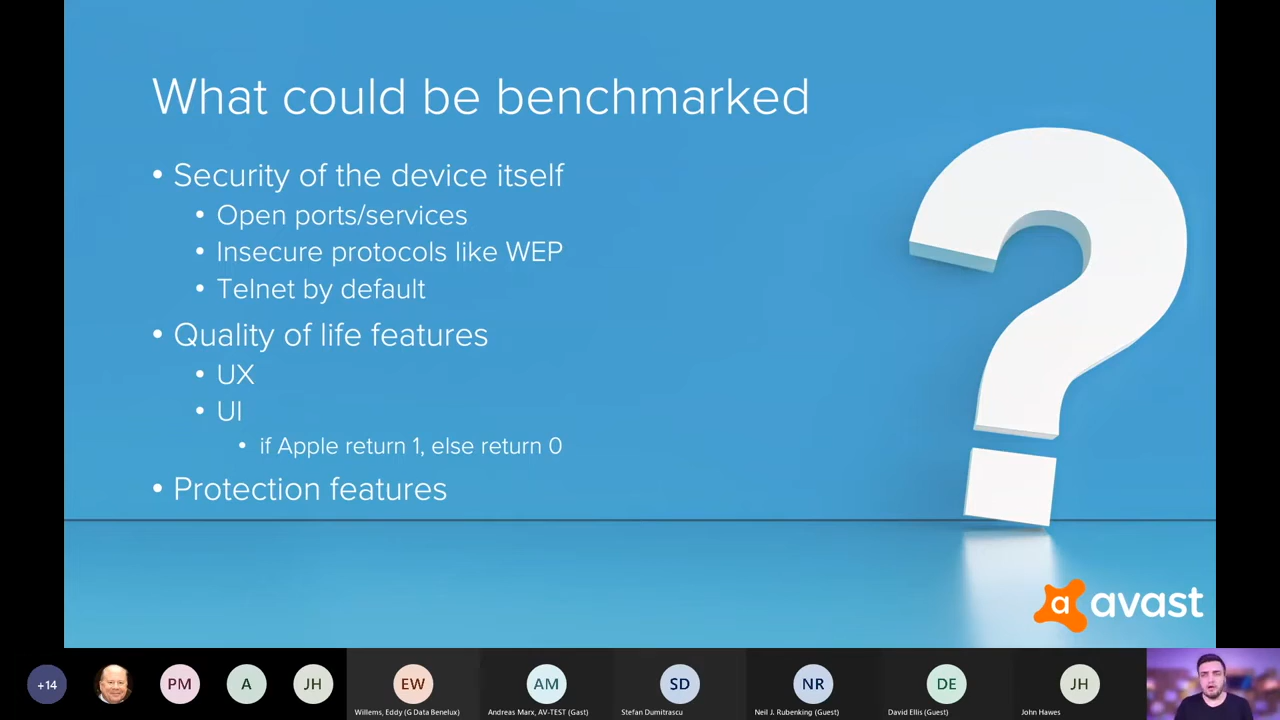 What could be benchmarked
• Security of the device itself
• Open ports/services
• Insecure protocols like WEP
• Telnet by default
• Quality of life features
• UX
• UI
• if Apple return 1, else return 0
• Protection features
a avast
+14
PM
A
JH
EW
AM
SD
NR
DE
JH
Willems, Eddy (G Data Benelux)
Andreas Marx, AV-TEST (Gast)
Stefan Dumitrascu
Neil J. Rubenking (Guest)
David Ellis (Guest)
John Hawes